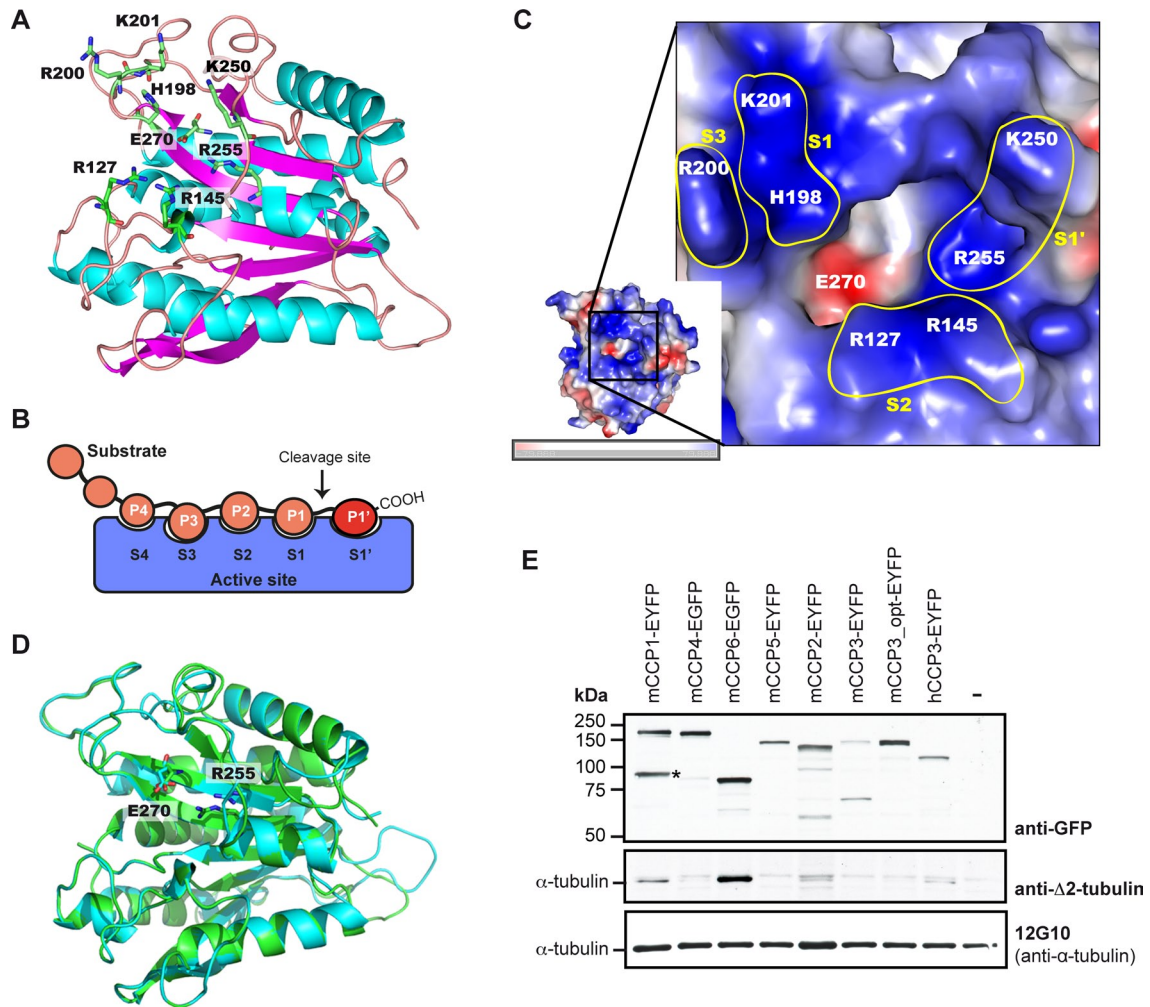 A
K201
R200
K250
H198
E270
R255
R127
R145
B
Substrate
Cleavage site
P4
P3
P2
P1
P1'
COOH
S4
S3
S2
S1
S1'
Active site
C
K201
S3
S1
K250
R200
H198
S1'
R255
E270
R127
R145
S2
D
R255
E270
E
mCCP1-EYFP
mCCP4-EGFP
mCCP6-EGFP
mCCP5-EYFP
mCCP2-EYFP
mCCP3-EYFP
mCCP3_opt-EYFP
hCCP3-EYFP
–
kDa
250
150
100
*
75
50
anti-GFP
α-tubulin
anti-Δ2-tubulin
α-tubulin
12G10
(anti-α-tubulin)